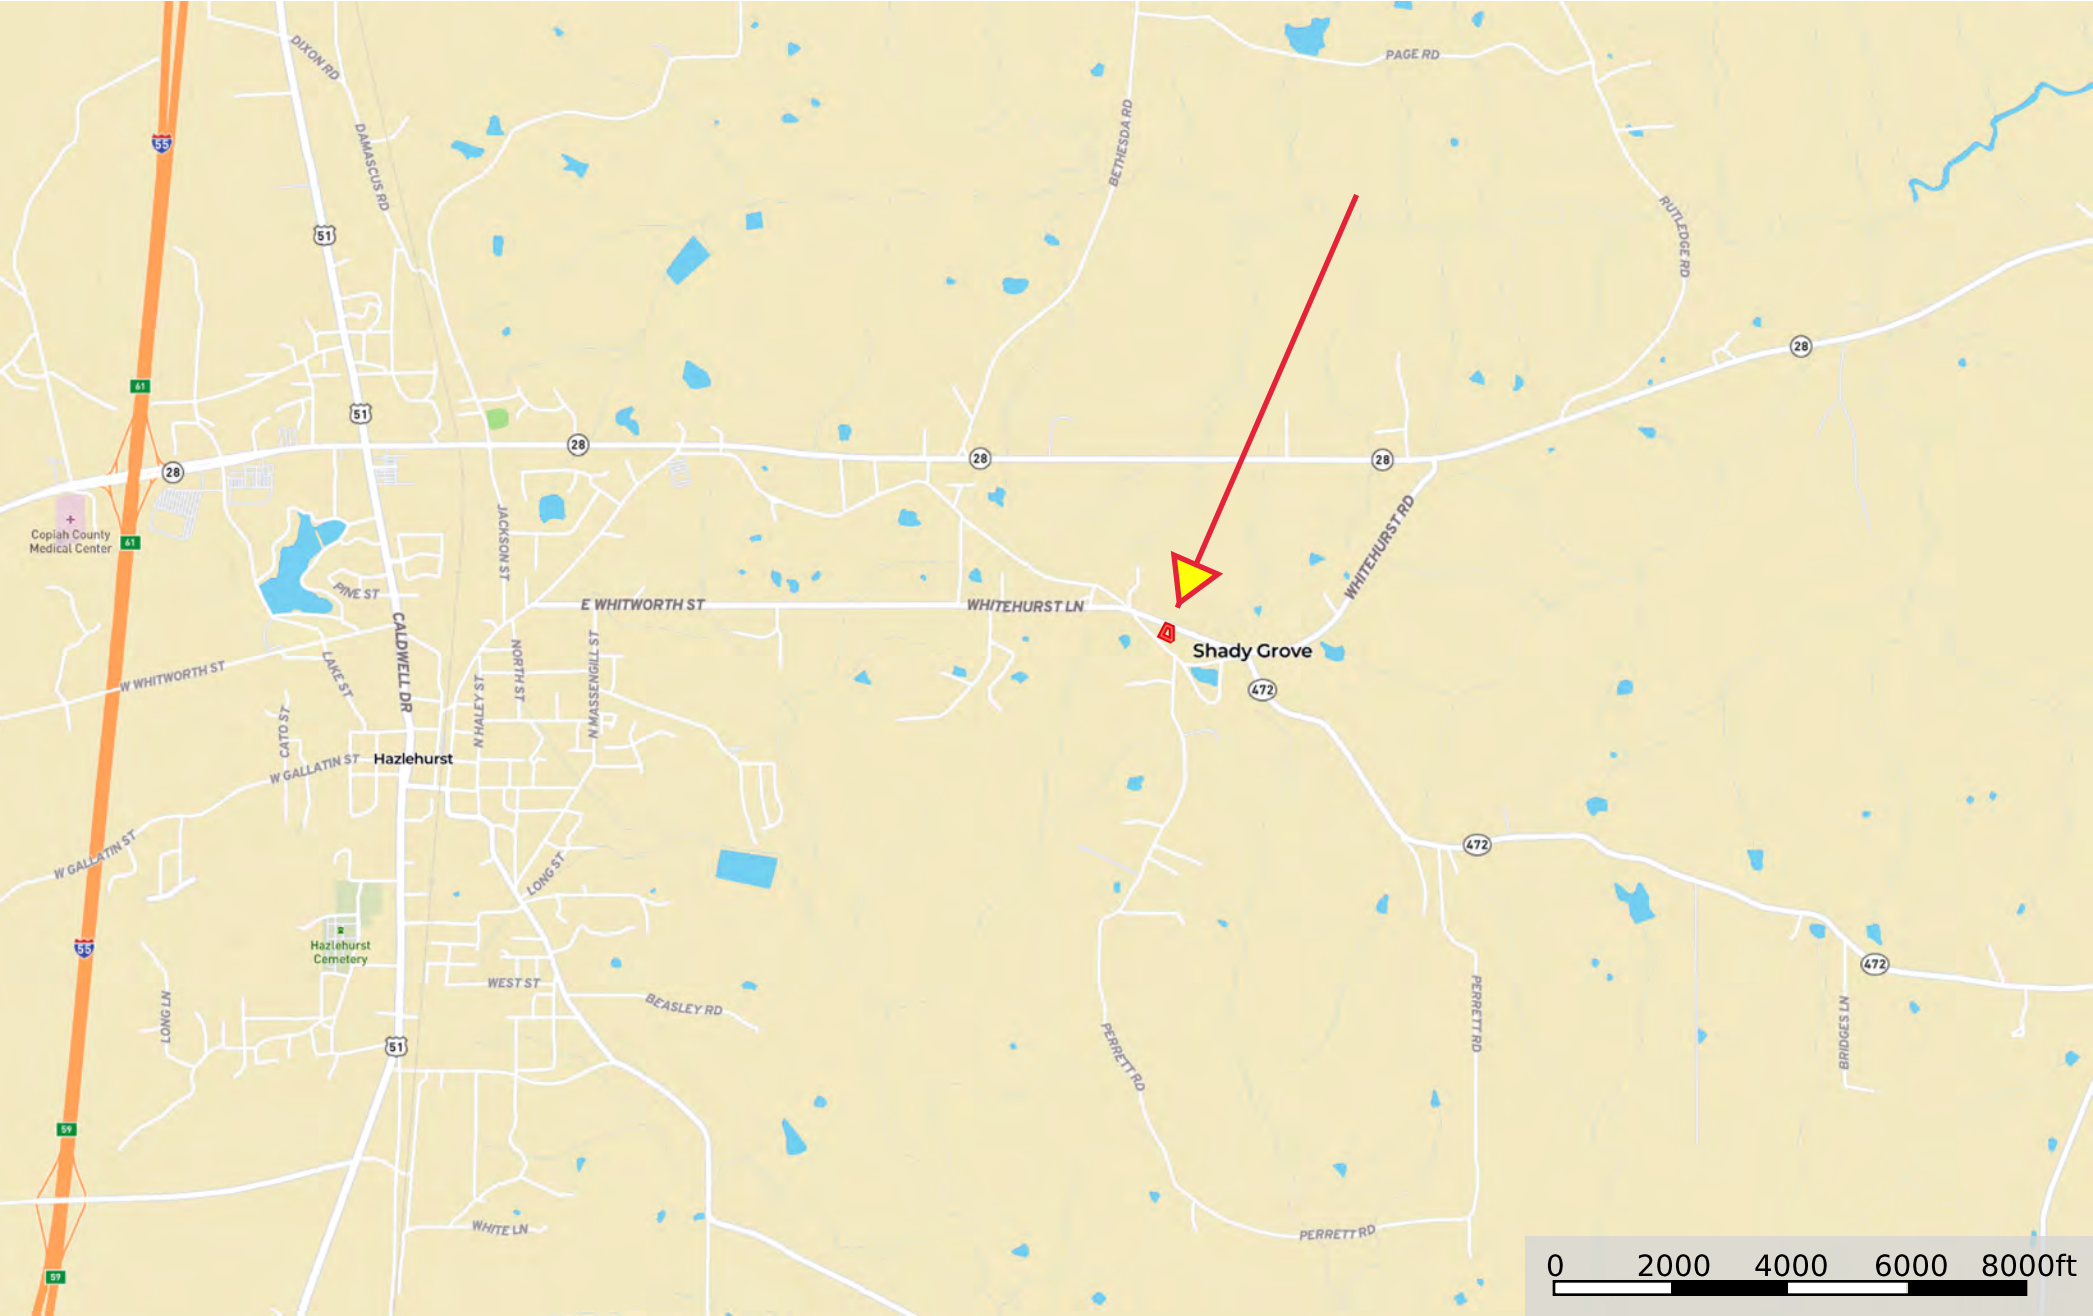 DIXON RD
PAGE RD
55
DAMASCUS RD
BETHESDA RD
51
RUTLEDGE RD
28
61
51
28
28
28
28
JACKSON ST
WHITEHURST RD
Copiah County
Medical Center
61
PINE ST
E WHITWORTH ST
WHITEHURST LN
CALDWELL DR
W WHITWORTH ST
LAKE ST
NORTH ST
N MASSENGILL ST
Shady Grove
472
N HALEY ST
CATO ST
Hazlehurst
W GALLATIN ST
W GALLATIN ST
LONG ST
472
Hazlehurst
Cemetery
55
WEST ST
BEASLEY RD
LONG LN
472
PERRETT RD
PERRETT RD
BRIDGES LN
51
59
WHITE LN
PERRETT RD
59
0 2000 4000 6000 8000ft